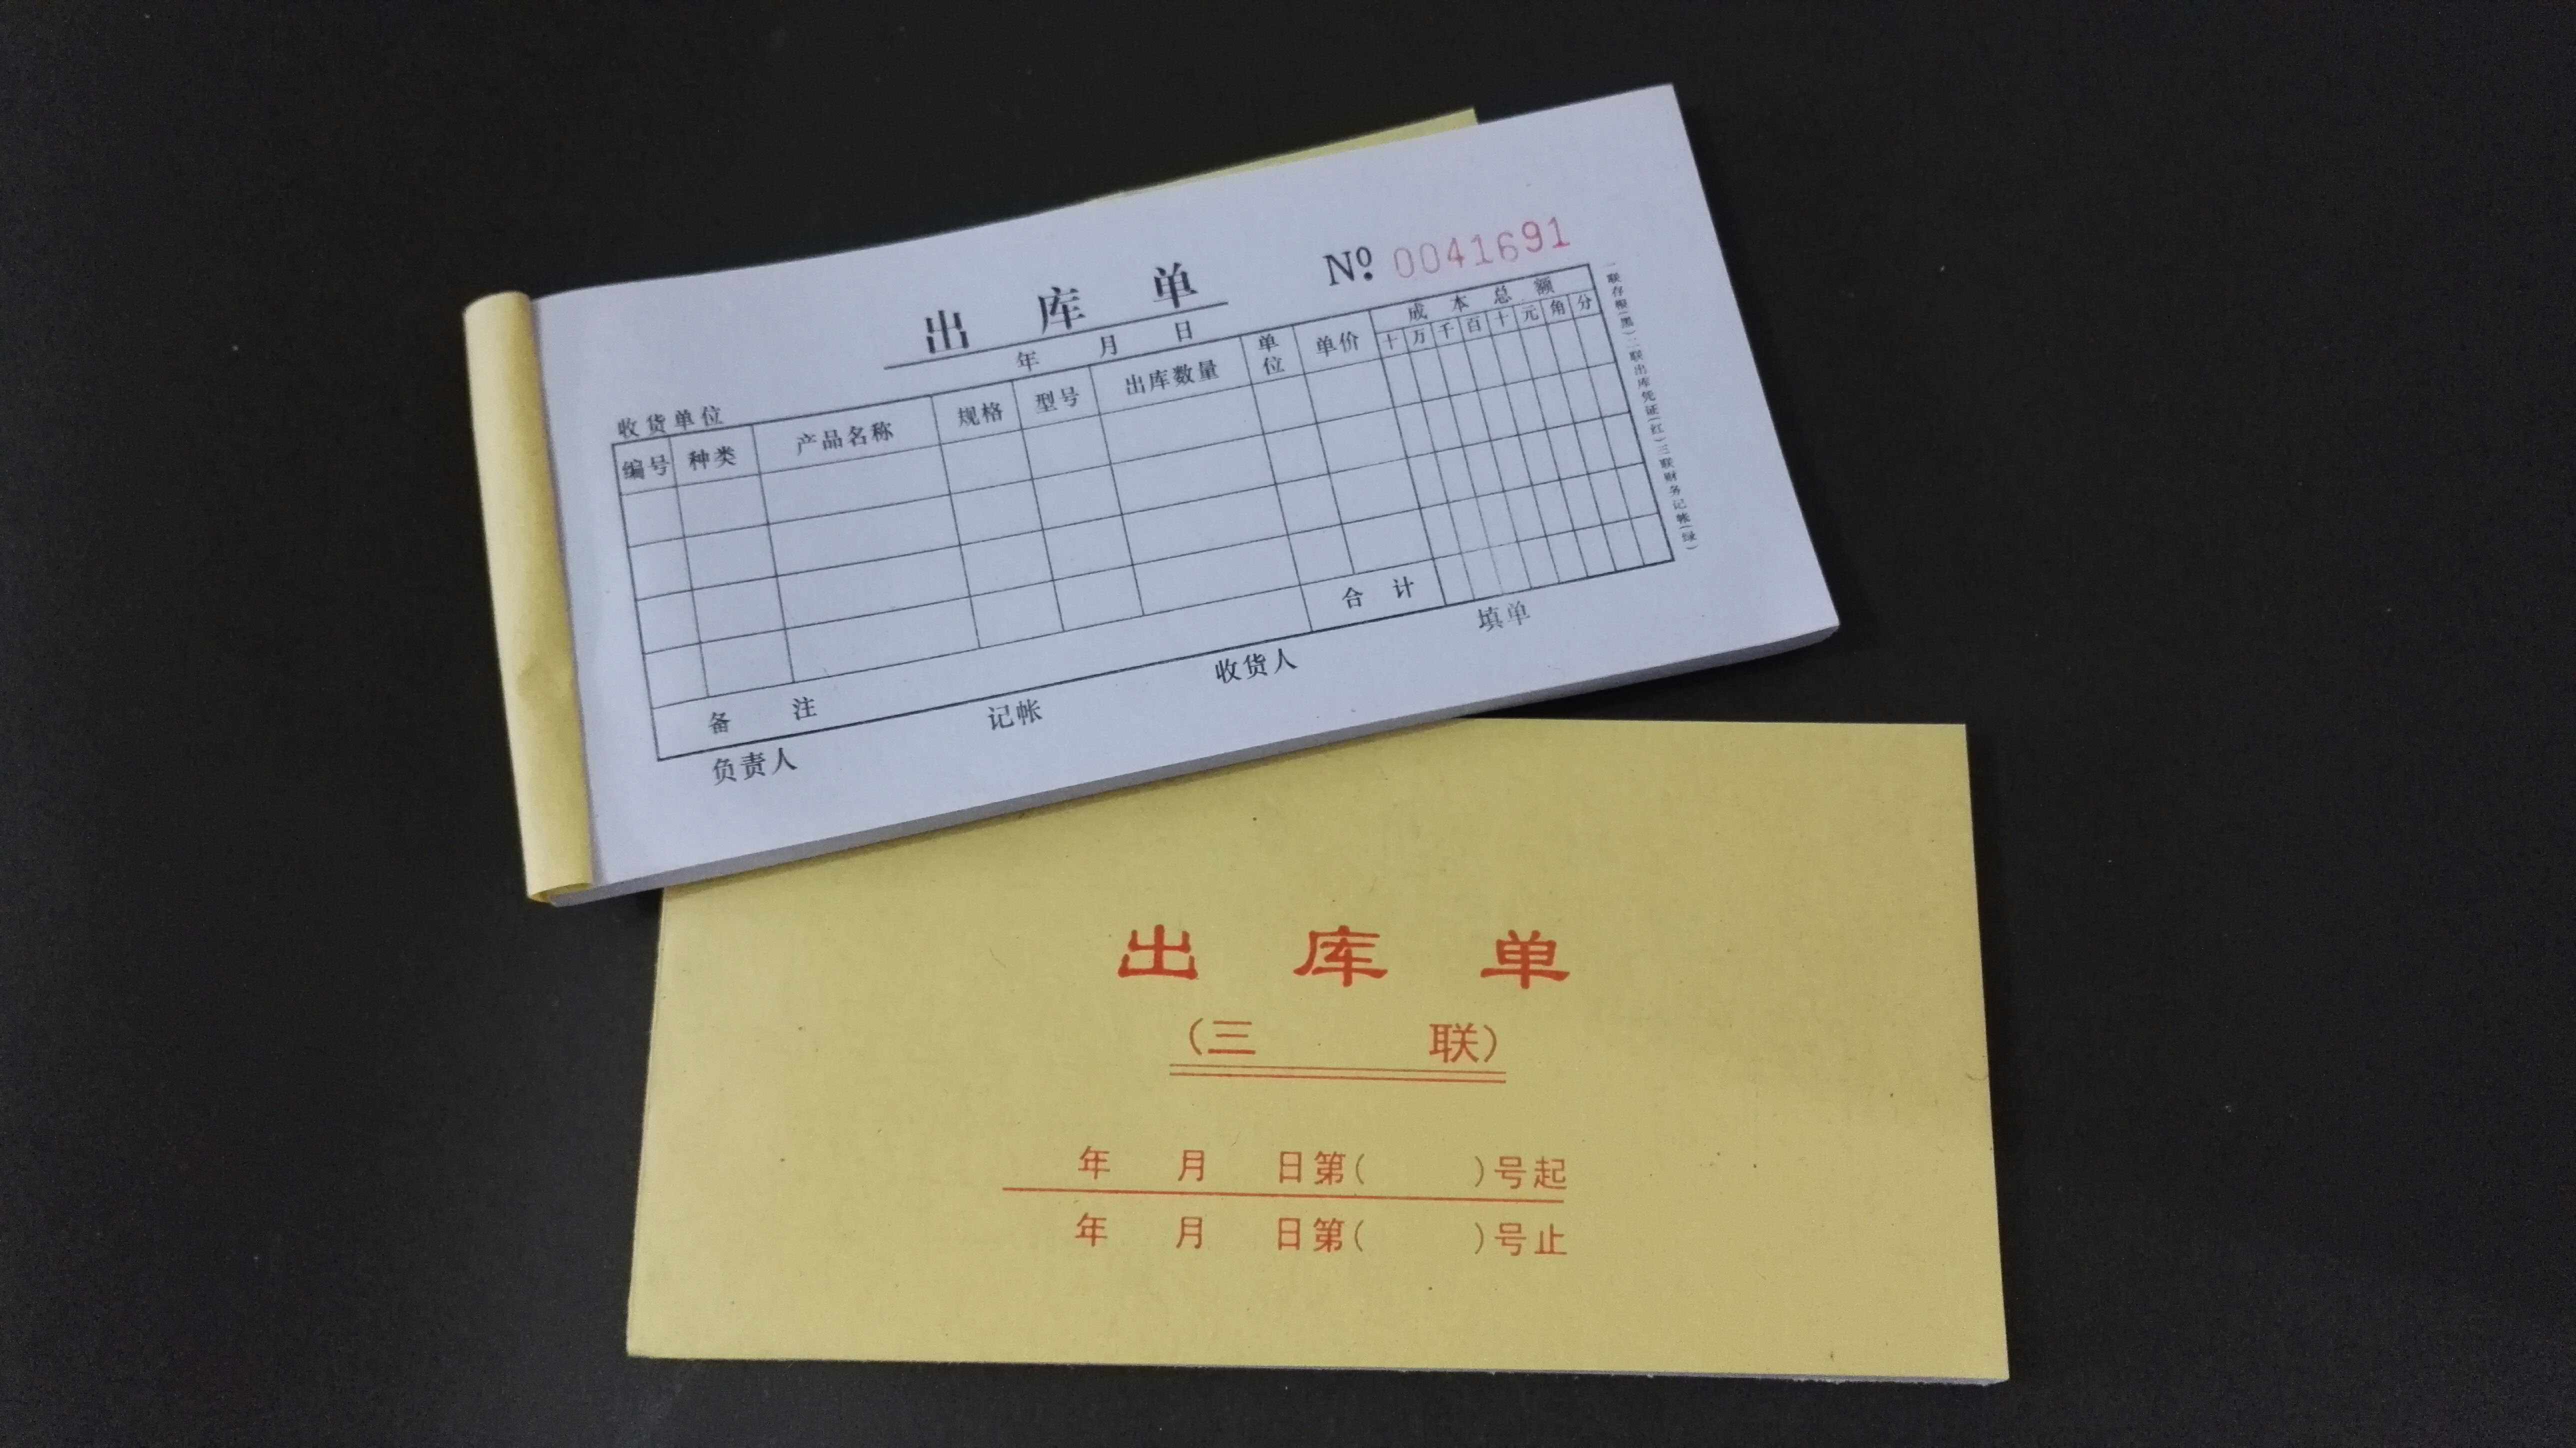 出 库 单
№ 0041691
年 月 日
收货单位
编号 种类 产品名称 规格 型号 出库数量 单位 单价 成本总额
十 万 千 百 十 元 角 分
合 计
备 注
负责人 记帐 收货人 填单
一联存根(黑)二联出库凭证(红)三联财务记帐(绿)
出 库 单
(三 联)
年 月 日第( )号起
年 月 日第( )号止